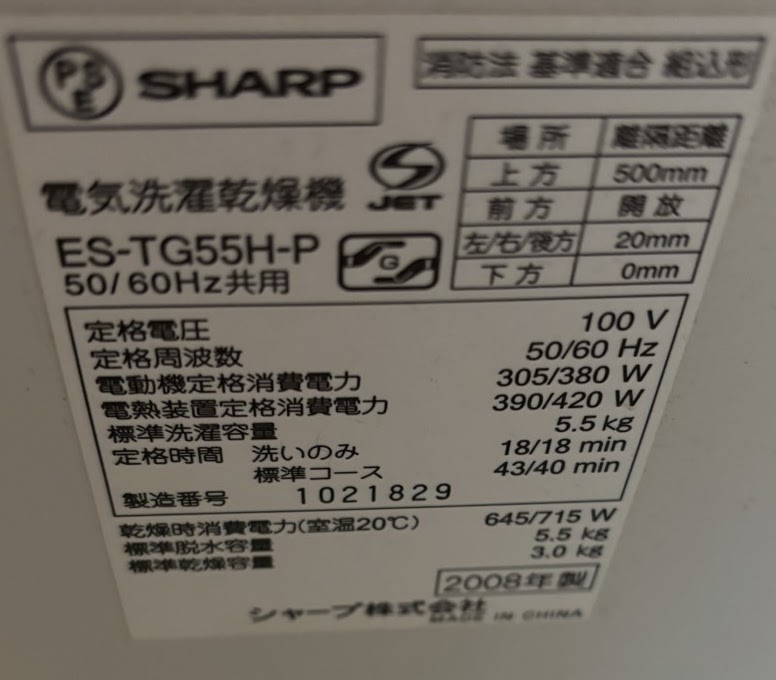 PSE SHARP
消防法 基準適合 組込形
場所 離隔距離
上方 500mm
前方 開放
左/右/後方 20mm
下方 0mm
電気洗濯乾燥機
JET
ES-TG55H-P
G
50/60Hz共用
定格電圧 100 V
定格周波数 50/60 Hz
電動機定格消費電力 305/380 W
電熱装置定格消費電力 390/420 W
標準洗濯容量 5.5 kg
定格時間 洗いのみ 18/18 min
標準コース 43/40 min
製造番号 1021829
乾燥時消費電力(室温20℃) 645/715 W
標準脱水容量 5.5 kg
標準乾燥容量 3.0 kg
2008年製
シャープ株式会社
MADE IN CHINA